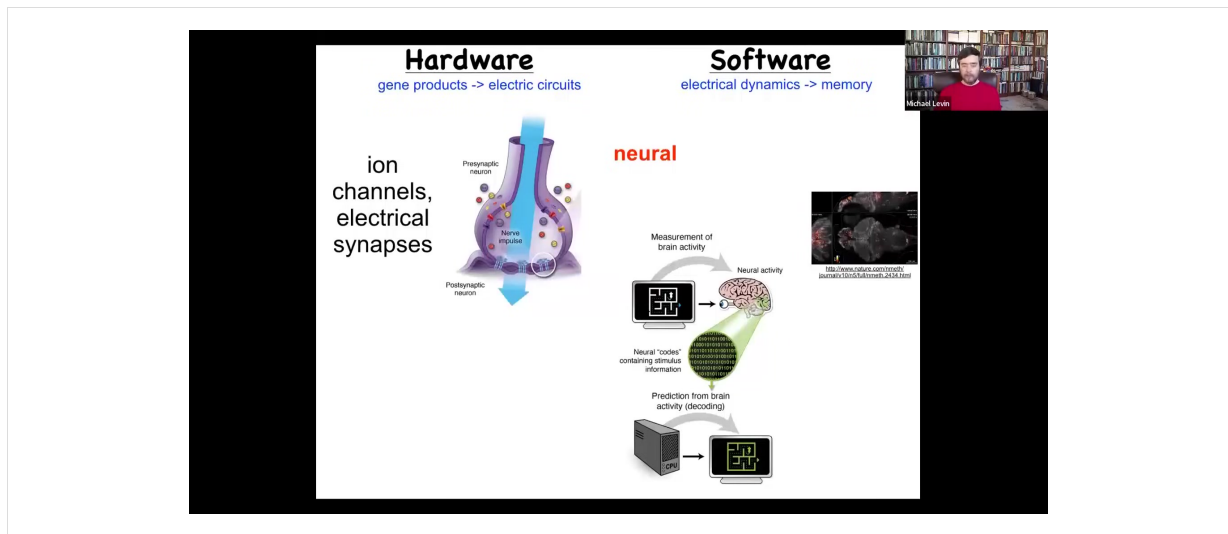 Hardware
gene products -> electric circuits
Software
electrical dynamics -> memory
Michael Levin
ion
channels,
electrical
synapses
Presynaptic
neuron
Nerve
impulse
Postsynaptic
neuron
neural
Measurement of
brain activity
Neural activity
Neural "codes"
containing stimulus
information
Prediction from brain
activity (decoding)
CPU
http://www.nature.com/nmeth/
journal/v10/n5/full/nmeth.2434.html